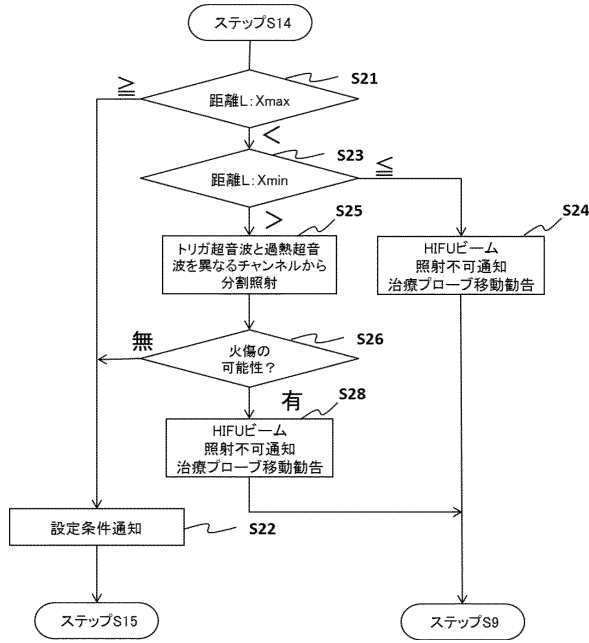 ステップS14
S21
≧
距離L:Xmax
<
S23
≦
距離L:Xmin
>
S25
S24
トリガ超音波と過熱超音
波を異なるチャンネルから
分割照射
HIFUビーム
照射不可通知
治療プローブ移動勧告
S26
無
火傷の
可能性?
有
S28
HIFUビーム
照射不可通知
治療プローブ移動勧告
設定条件通知
S22
ステップS15
ステップS9